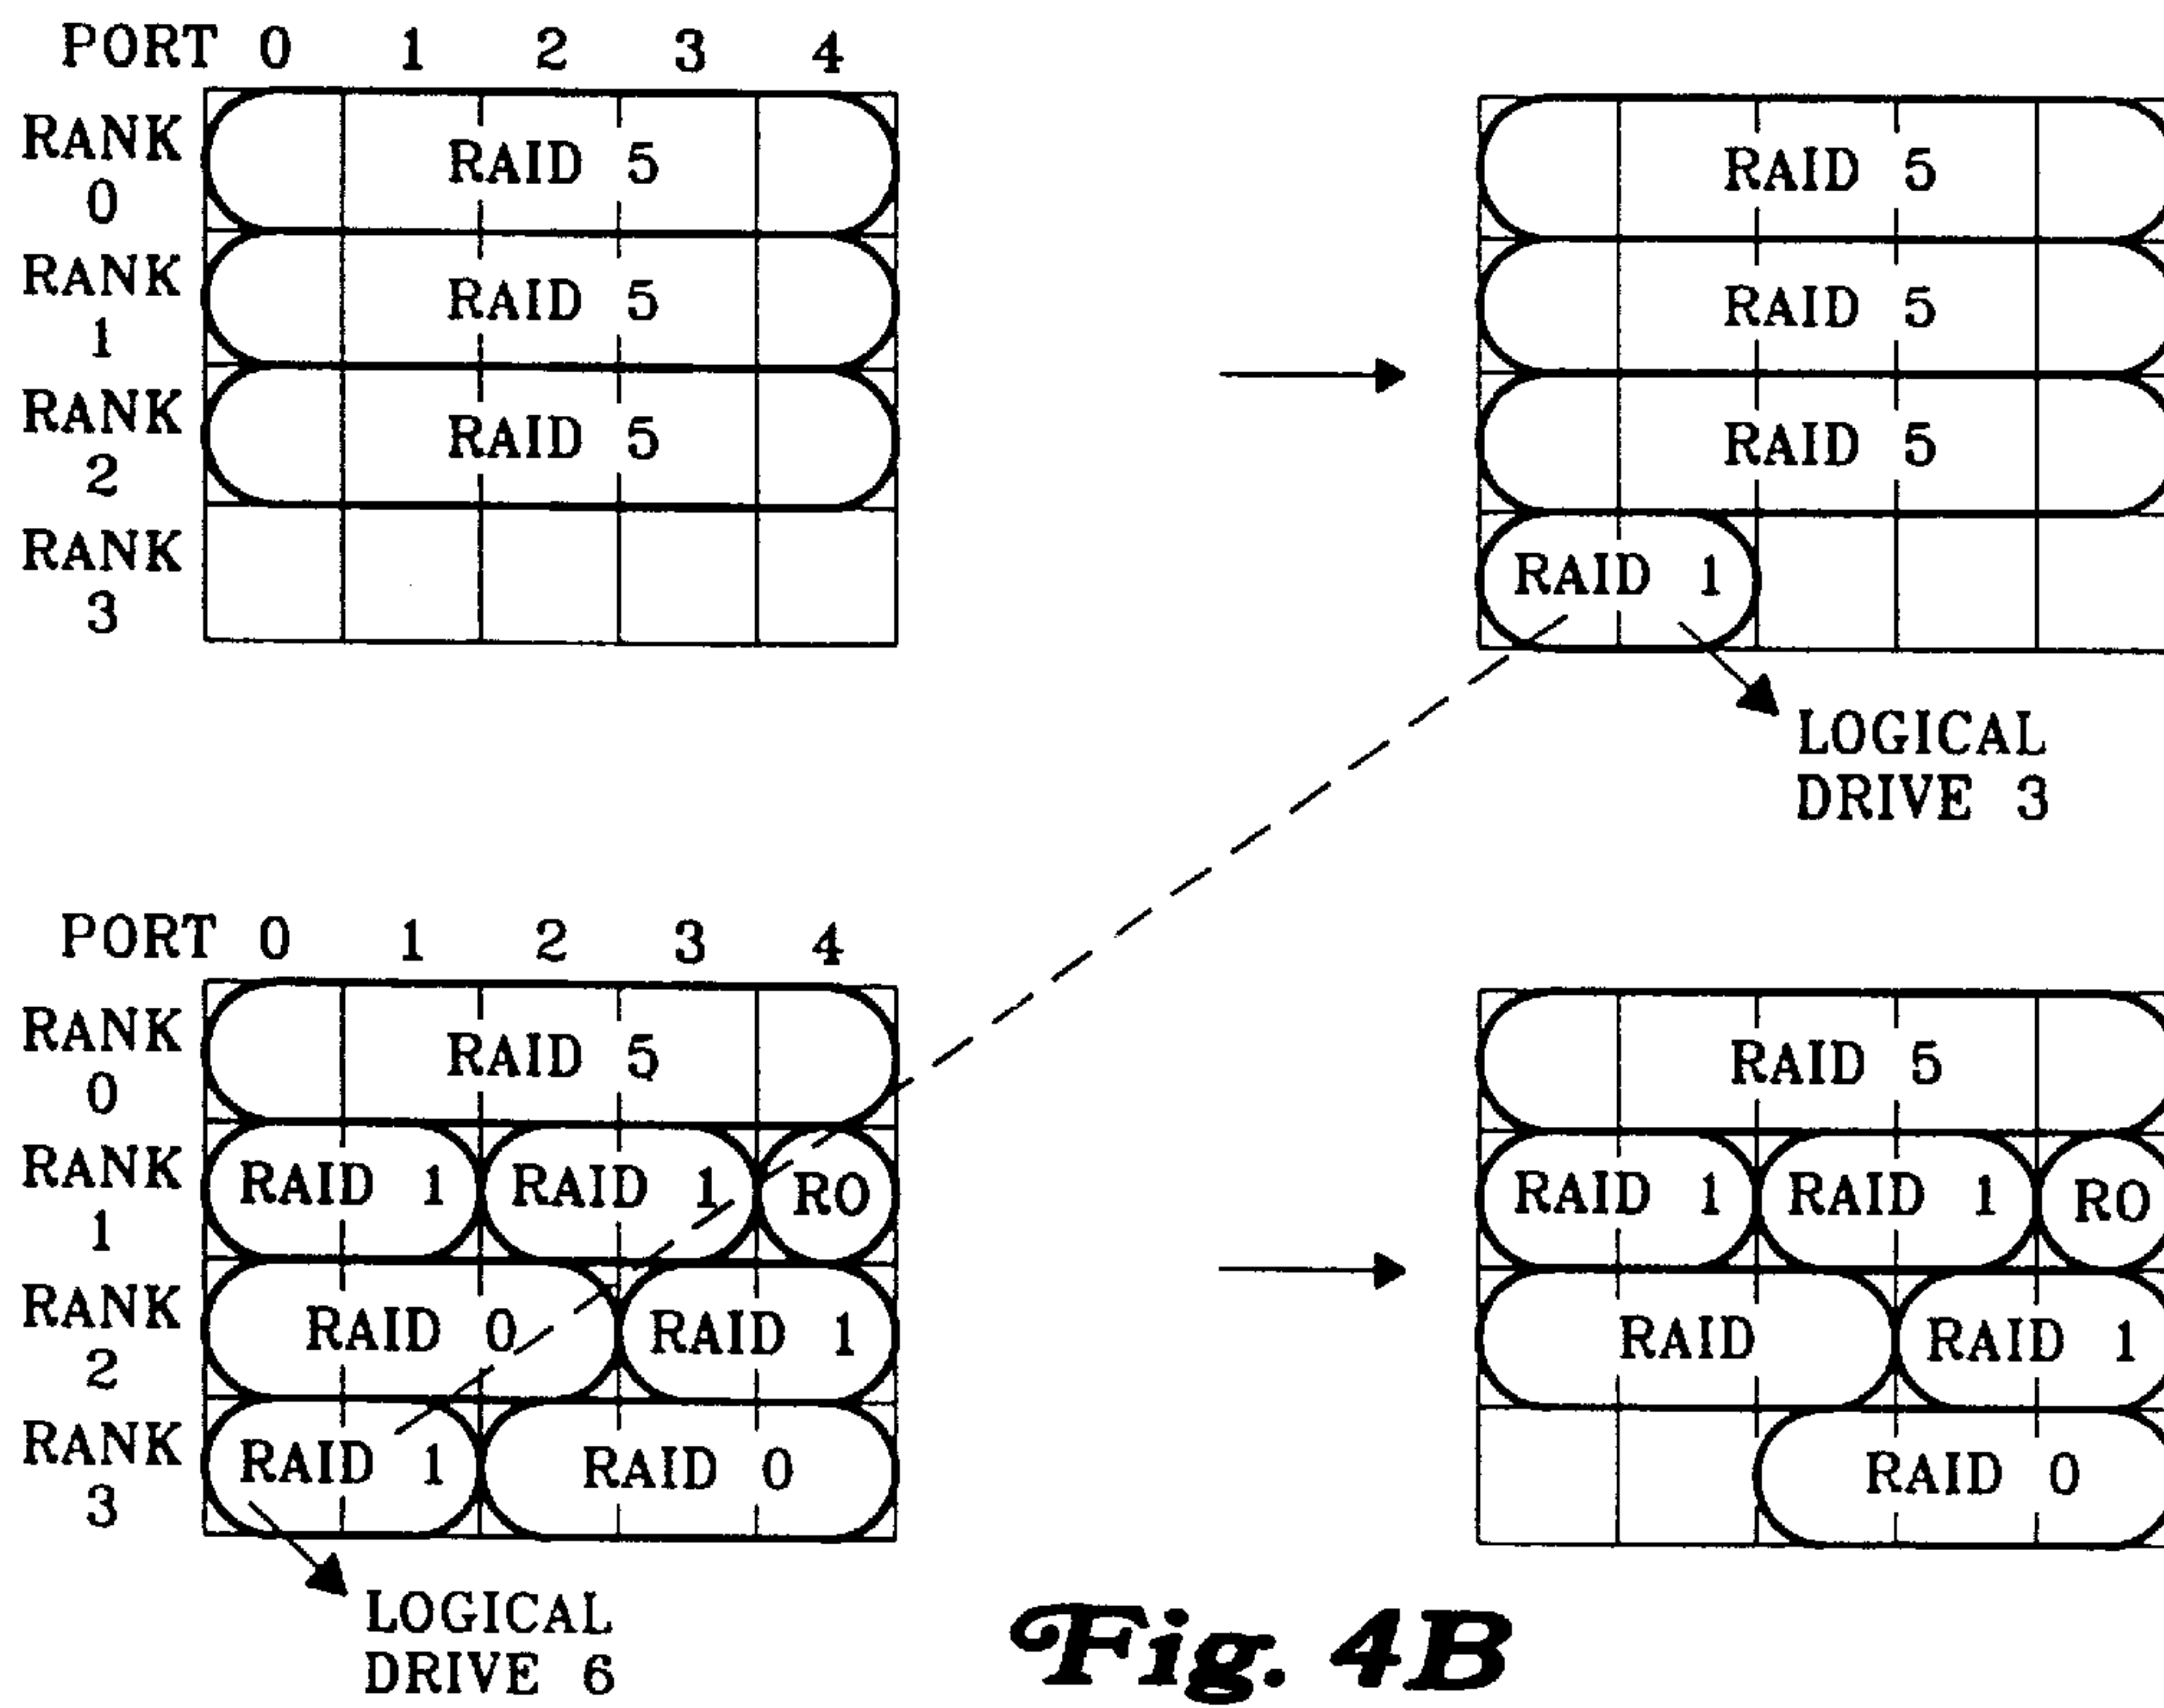 PORT 0 1 2 3 4
RANK 0
RAID 5
RANK 1
RAID 5
RANK 2
RAID 5
RANK 3
RAID 5
RAID 5
RAID 5
RAID 1
LOGICAL
DRIVE 3
PORT 0 1 2 3 4
RANK 0
RAID 5
RANK 1
RAID 1 RAID 1 RO
RANK 2
RAID 0 RAID 1
RANK 3
RAID 1 RAID 0
LOGICAL
DRIVE 6
RAID 5
RAID 1 RAID 1 RO
RAID RAID 1
RAID 0
Fig. 4B